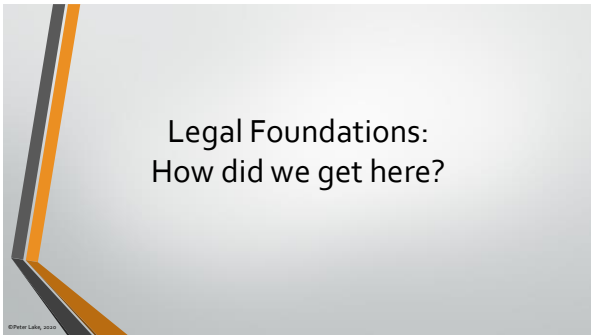 Legal Foundations:
How did we get here?
©Peter Lake, 2020